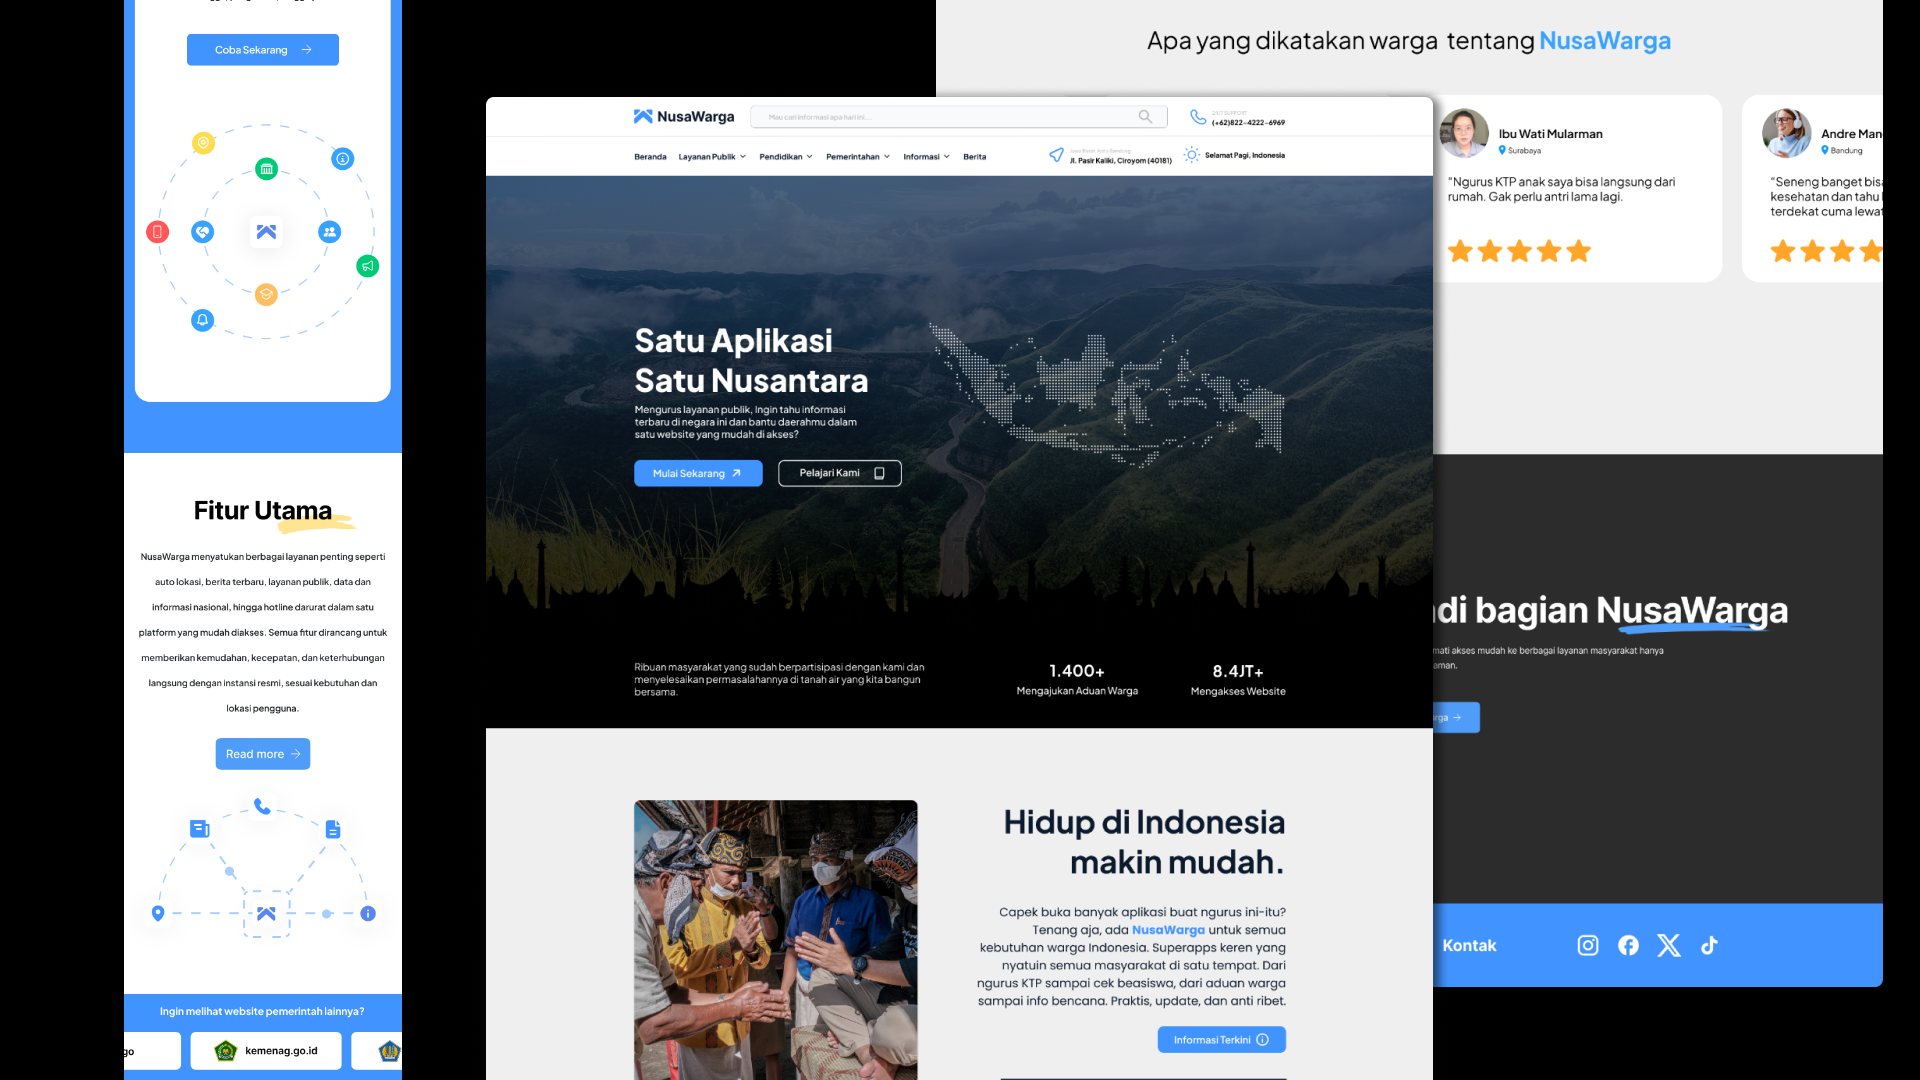 Coba Sekarang
Fitur Utama
NusaWarga menyatukan berbagai layanan penting seperti
auto lokasi, berita terbaru, layanan publik, data dan
informasi nasional, hingga hotline darurat dalam satu
platform yang mudah diakses. Semua fitur dirancang untuk
memberikan kemudahan, kecepatan, dan keterhubungan
langsung dengan instansi resmi, sesuai kebutuhan dan
lokasi pengguna.
Read more
Ingin melihat website pemerintah lainnya?
go
kemenag.go.id
NusaWarga
Mau cari informasi apa hari ini...
24/7 SUPPORT
(+62)822-4222-6969
Beranda
Layanan Publik
Pendidikan
Pemerintahan
Informasi
Berita
Jawa Barat, Kota Bandung
Jl. Pasir Kaliki, Ciroyom (40181)
Selamat Pagi, Indonesia
Satu Aplikasi
Satu Nusantara
Mengurus layanan publik, Ingin tahu informasi
terbaru di negara ini dan bantu daerahmu dalam
satu website yang mudah di akses?
Mulai Sekarang
Pelajari Kami
Ribuan masyarakat yang sudah berpartisipasi dengan kami dan
menyelesaikan permasalahannya di tanah air yang kita bangun
bersama.
1.400+
Mengajukan Aduan Warga
8.4JT+
Mengakses Website
Hidup di Indonesia
makin mudah.
Capek buka banyak aplikasi buat ngurus ini-itu?
Tenang aja, ada NusaWarga untuk semua
kebutuhan warga Indonesia. Superapps keren yang
nyatuin semua masyarakat di satu tempat. Dari
ngurus KTP sampai cek beasiswa, dari aduan warga
sampai info bencana. Praktis, update, dan anti ribet.
Informasi Terkini
Apa yang dikatakan warga tentang NusaWarga
Ibu Wati Mularman
Surabaya
"Ngurus KTP anak saya bisa langsung dari
rumah. Gak perlu antri lama lagi.
Andre Man
Bandung
"Seneng banget bisa
kesehatan dan tahu
terdekat cuma lewat
di bagian NusaWarga
mati akses mudah ke berbagai layanan masyarakat hanya
aman.
rga
Kontak